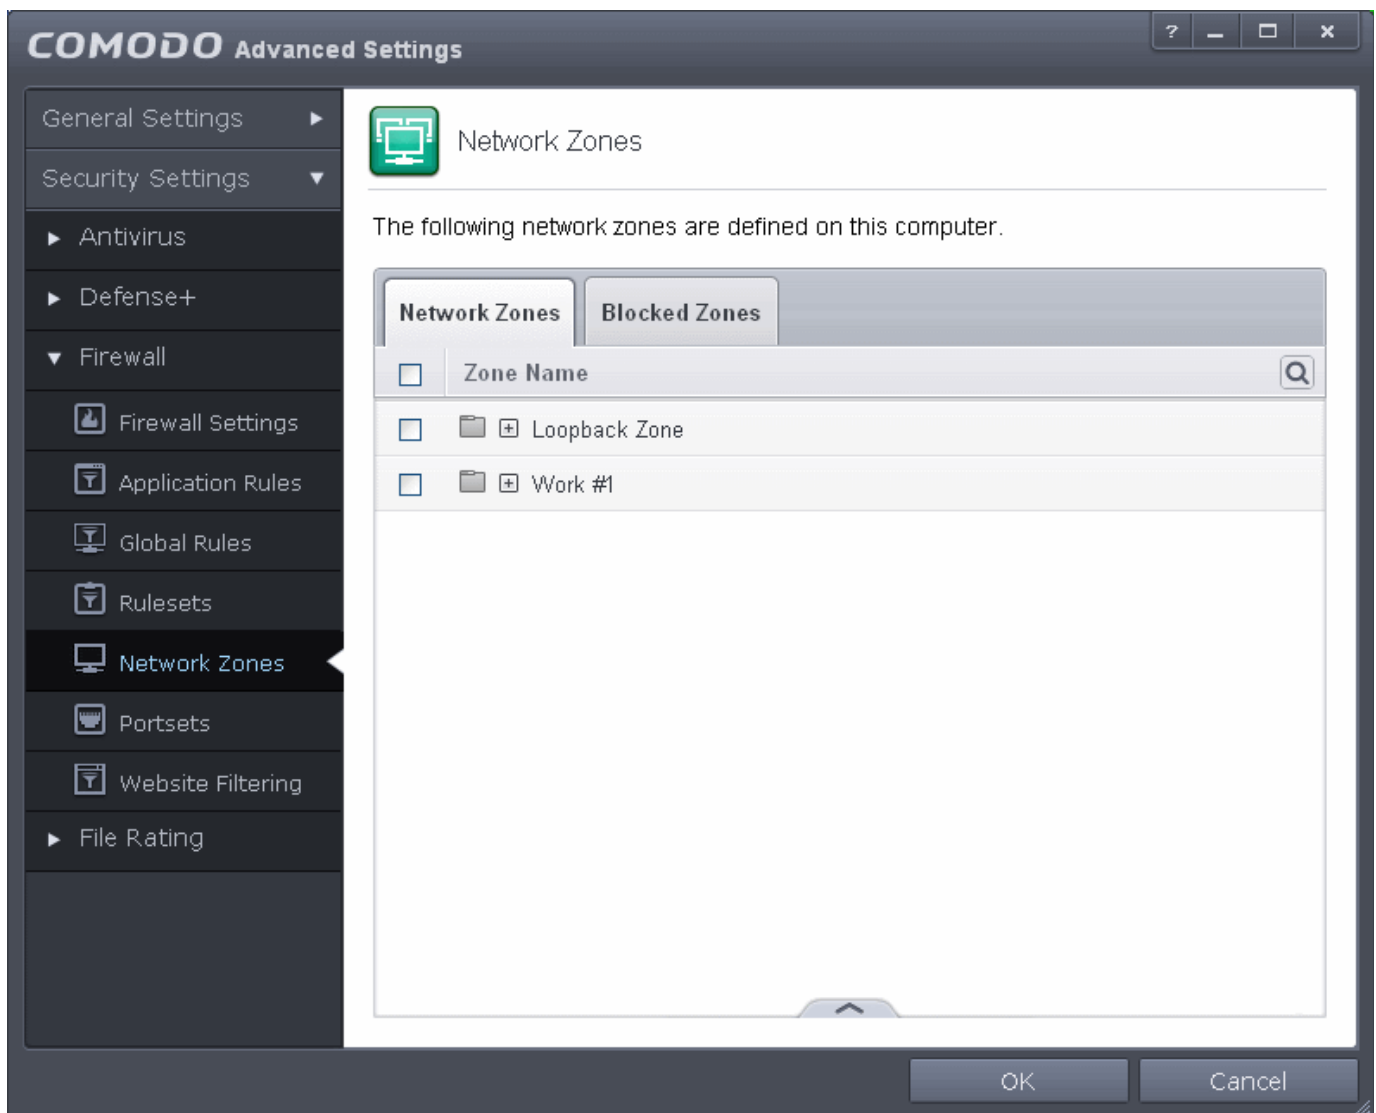 COMODO Advanced Settings
?
General Settings
Security Settings
Antivirus
Defense+
Firewall
Firewall Settings
Application Rules
Global Rules
Rulesets
Network Zones
Portsets
Website Filtering
File Rating
Network Zones
The following network zones are defined on this computer.
Network Zones Blocked Zones
Zone Name
Loopback Zone
Work #1
OK Cancel